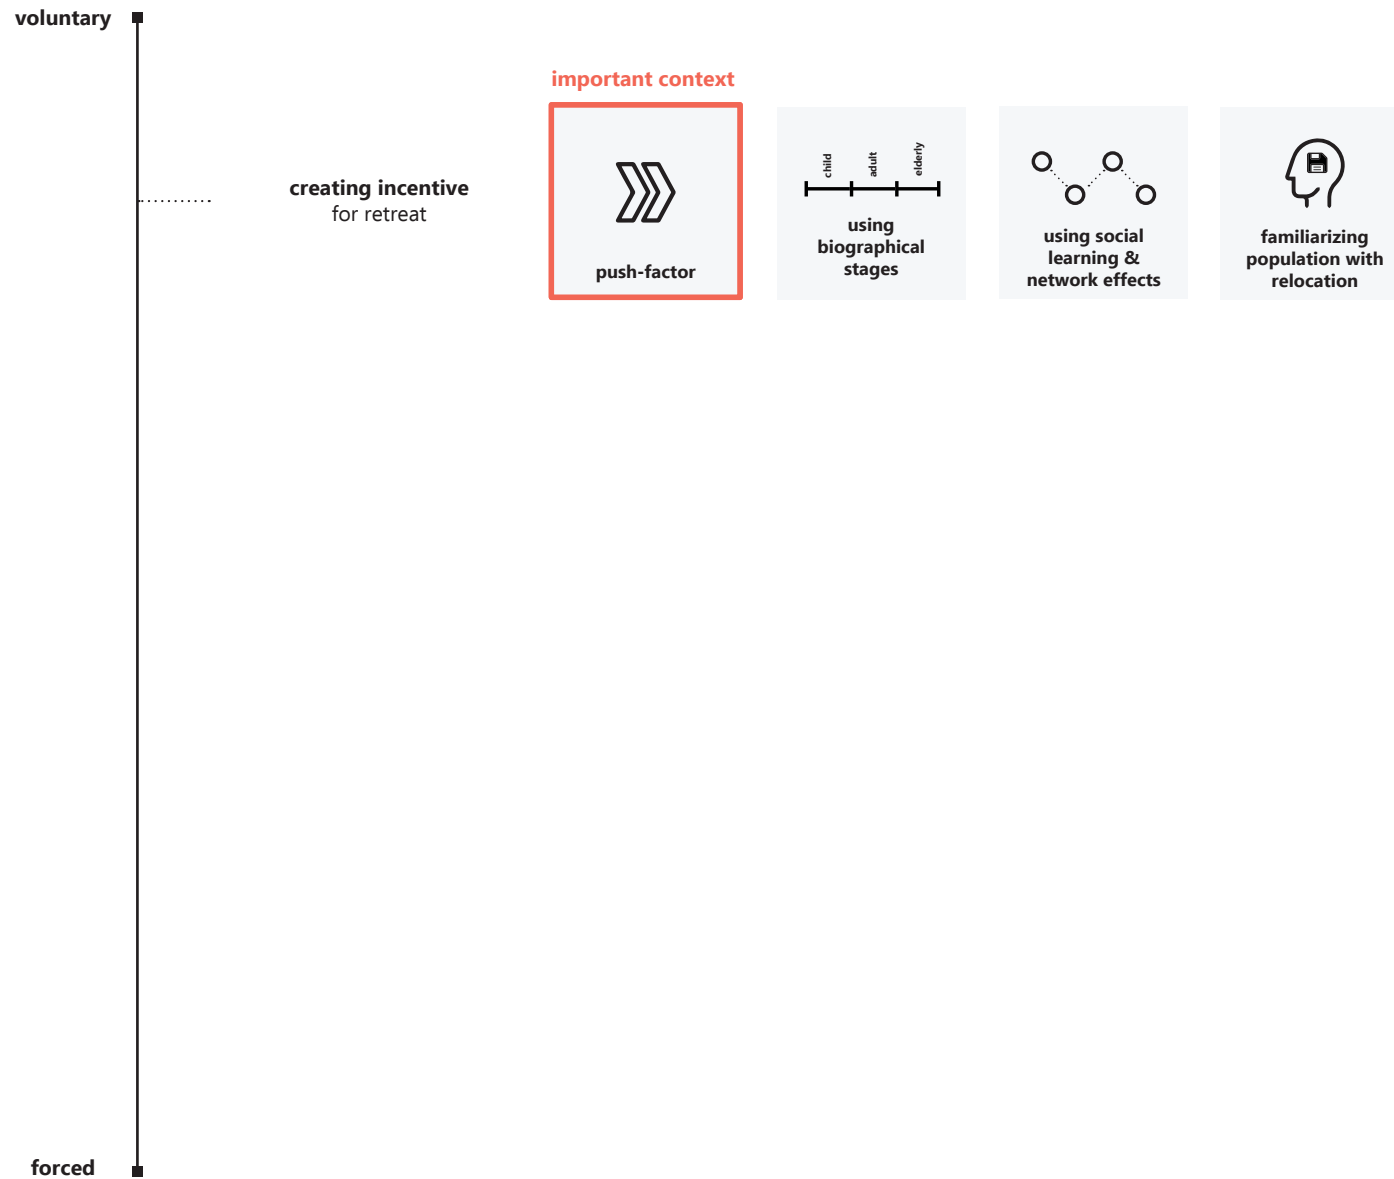 voluntary
important context
creating incentive
for retreat
push-factor
child
adult
elderly
using
biographical
stages
using social
learning &
network effects
familiarizing
population with
relocation
forced